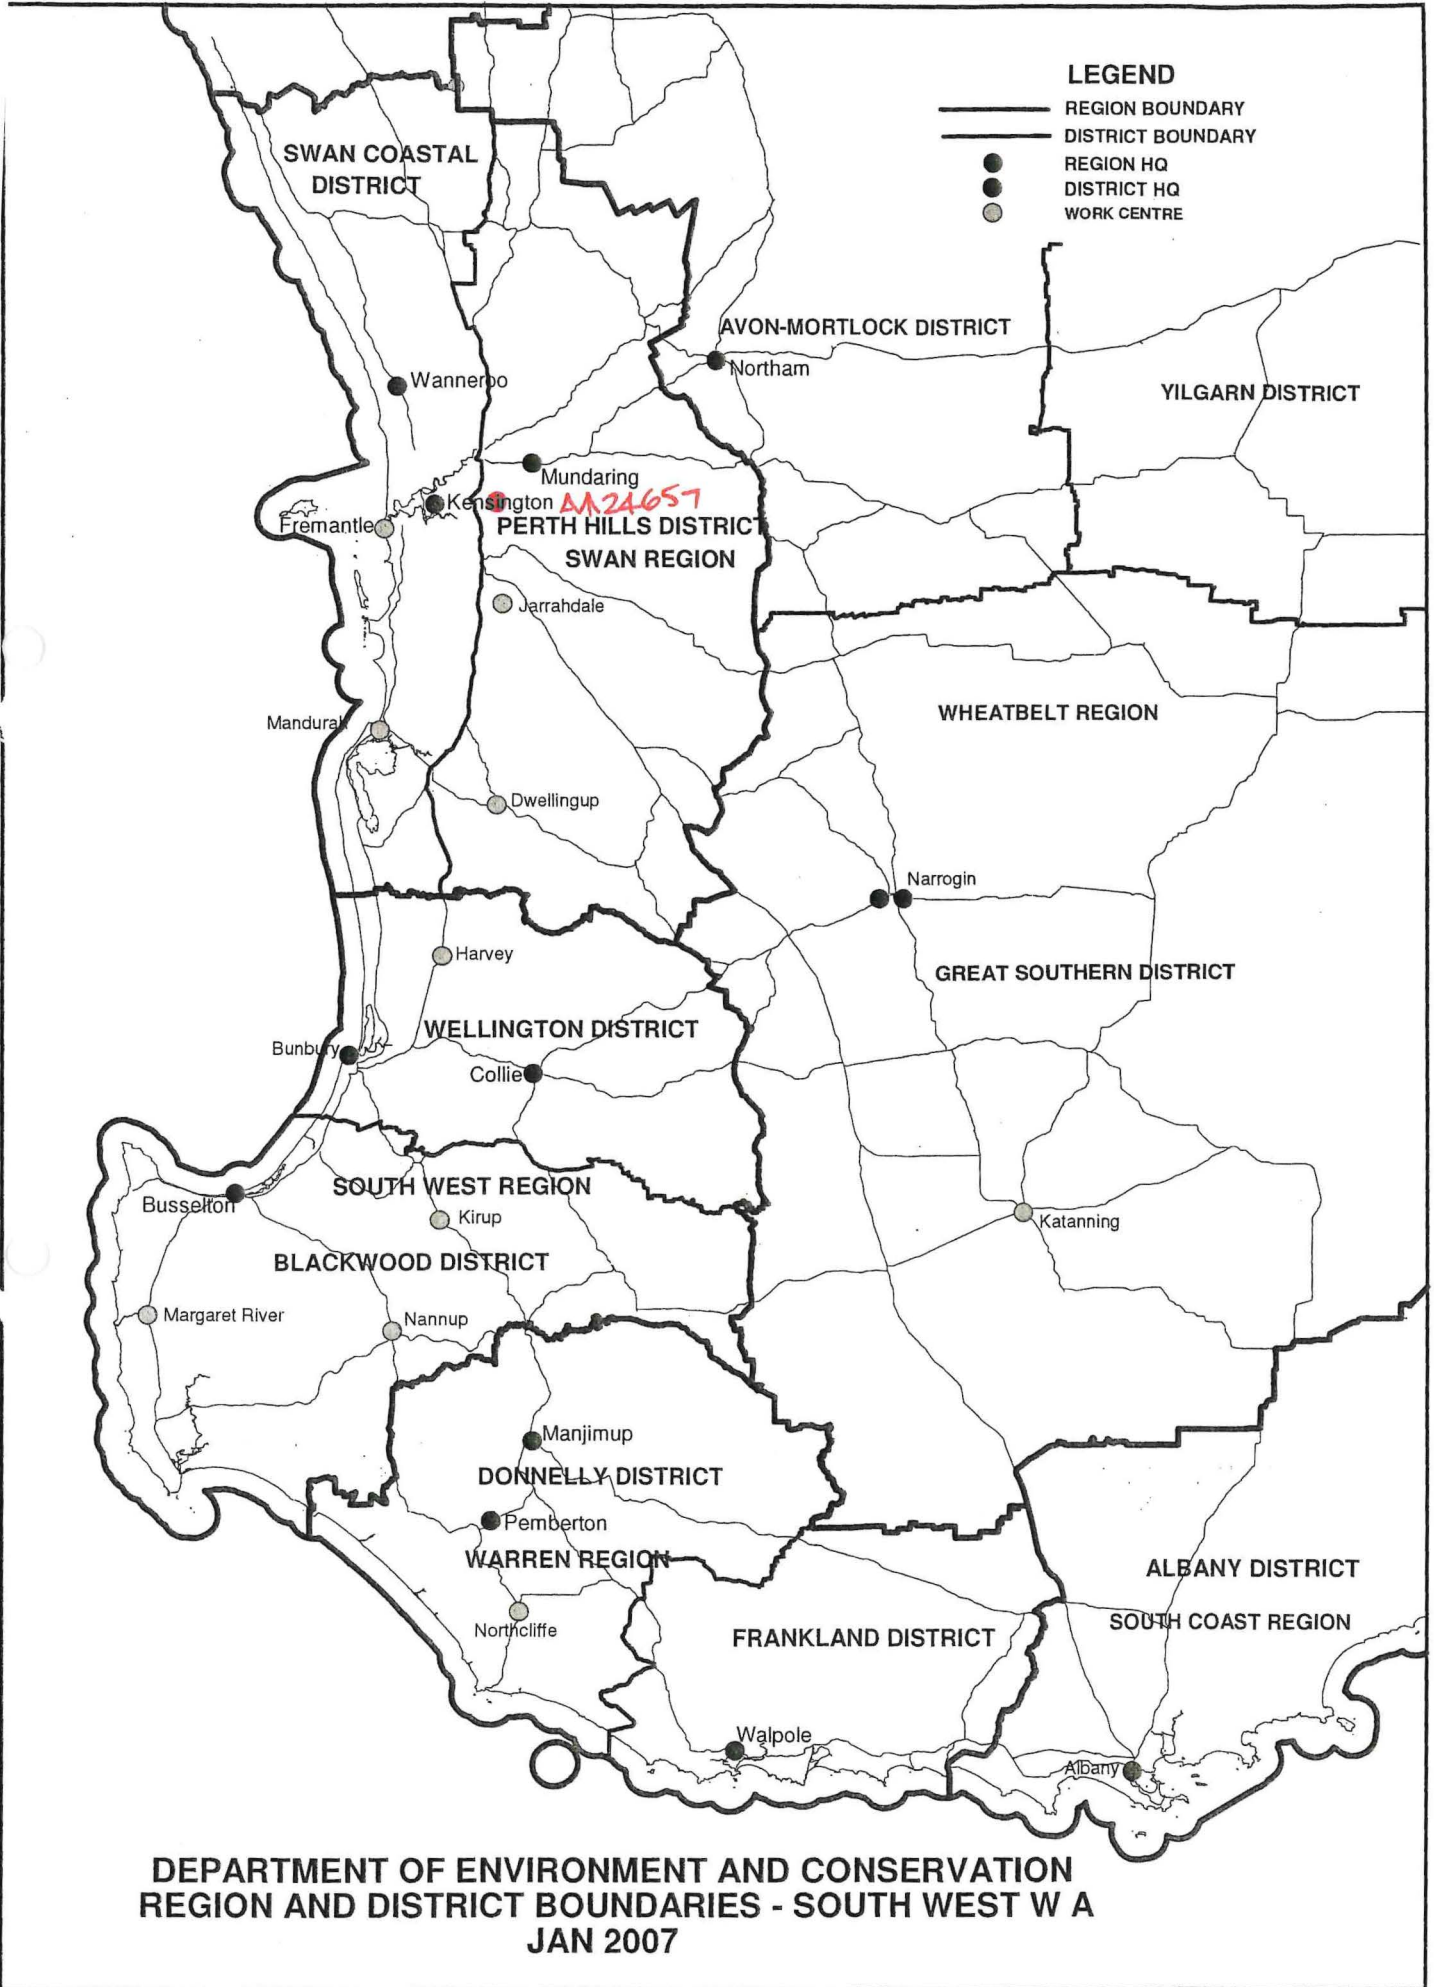 LEGEND
REGION BOUNDARY
DISTRICT BOUNDARY
REGION HQ
DISTRICT HQ
WORK CENTRE
SWAN COASTAL
DISTRICT
AVON-MORTLOCK DISTRICT
Northam
YILGARN DISTRICT
Wanneroo
Mundaring
Kensington
Fremantle
PERTH HILLS DISTRICT
SWAN REGION
Jarrahdale
WHEATBELT REGION
Mandurah
Dwellingup
Narrogin
Harvey
GREAT SOUTHERN DISTRICT
WELLINGTON DISTRICT
Bunbury
Collie
SOUTH WEST REGION
Busselton
Kirup
Katanning
BLACKWOOD DISTRICT
Margaret River
Nannup
Manjimup
DONNELLY DISTRICT
Pemberton
WARREN REGION
ALBANY DISTRICT
Northcliffe
FRANKLAND DISTRICT
SOUTH COAST REGION
Walpole
Albany
DEPARTMENT OF ENVIRONMENT AND CONSERVATION
REGION AND DISTRICT BOUNDARIES - SOUTH WEST W A
JAN 2007